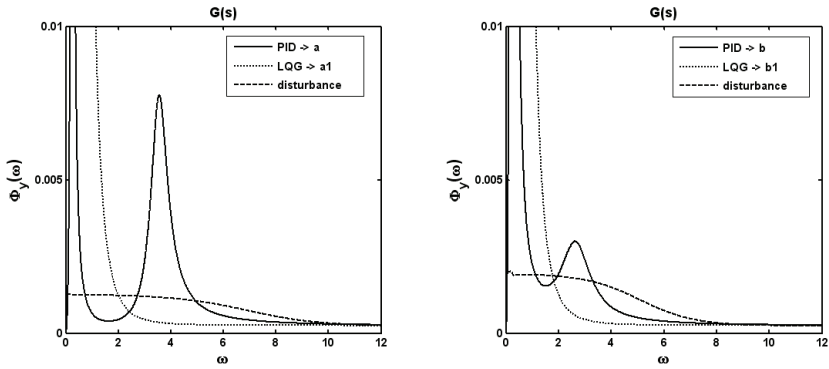 G(s)
0.01
0.005
0
Φy(ω)
PID -> a
LQG -> a1
disturbance
0 2 4 6 8 10 12
ω
G(s)
0.01
0.005
0
Φy(ω)
PID -> b
LQG -> b1
disturbance
0 2 4 6 8 10 12
ω